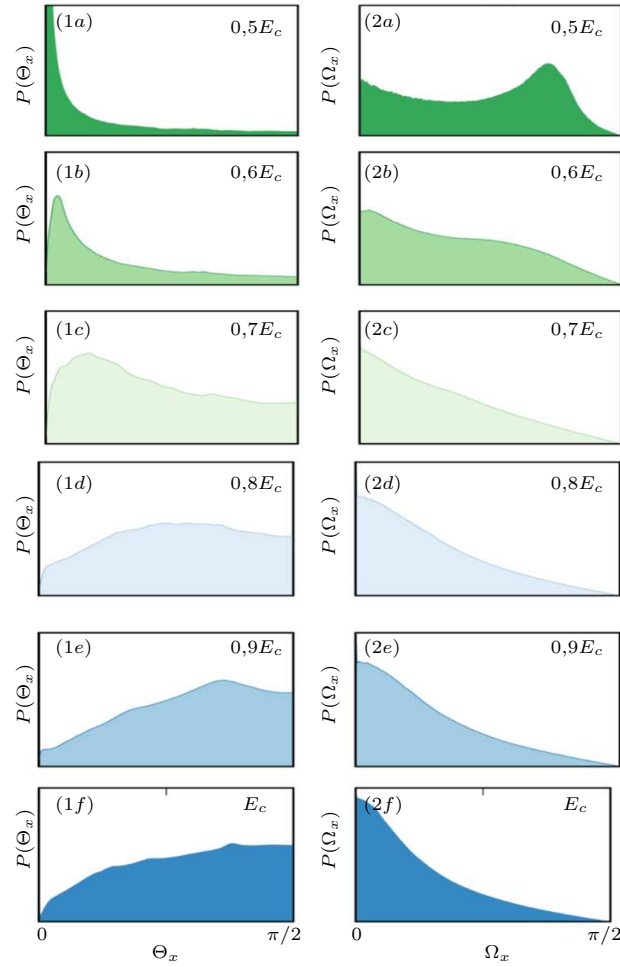 (1a) 0,5E_c
P(Θ_x)
(2a) 0,5E_c
P(Ω_x)
(1b) 0,6E_c
P(Θ_x)
(2b) 0,6E_c
P(Ω_x)
(1c) 0,7E_c
P(Θ_x)
(2c) 0,7E_c
P(Ω_x)
(1d) 0,8E_c
P(Θ_x)
(2d) 0,8E_c
P(Ω_x)
(1e) 0,9E_c
P(Θ_x)
(2e) 0,9E_c
P(Ω_x)
(1f) E_c
P(Θ_x)
(2f) E_c
P(Ω_x)
0 π/2
Θ_x
0 π/2
Ω_x